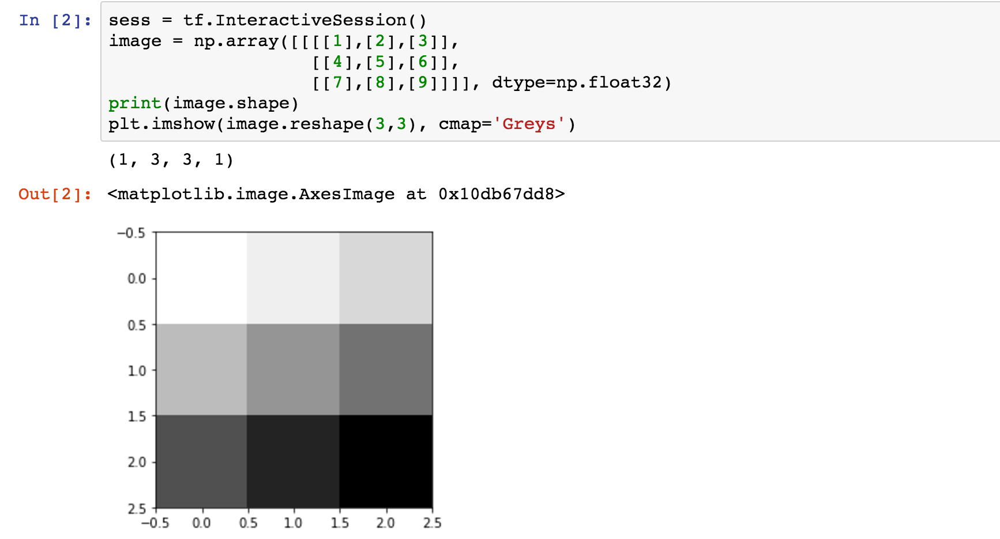 In [2]: sess = tf.InteractiveSession()
image = np.array([[[[1],[2],[3]],
[[4],[5],[6]],
[[7],[8],[9]]]], dtype=np.float32)
print(image.shape)
plt.imshow(image.reshape(3,3), cmap='Greys')
(1, 3, 3, 1)
Out[2]: <matplotlib.image.AxesImage at 0x10db67dd8>
−0.5
0.0
0.5
1.0
1.5
2.0
2.5
−0.5 0.0 0.5 1.0 1.5 2.0 2.5